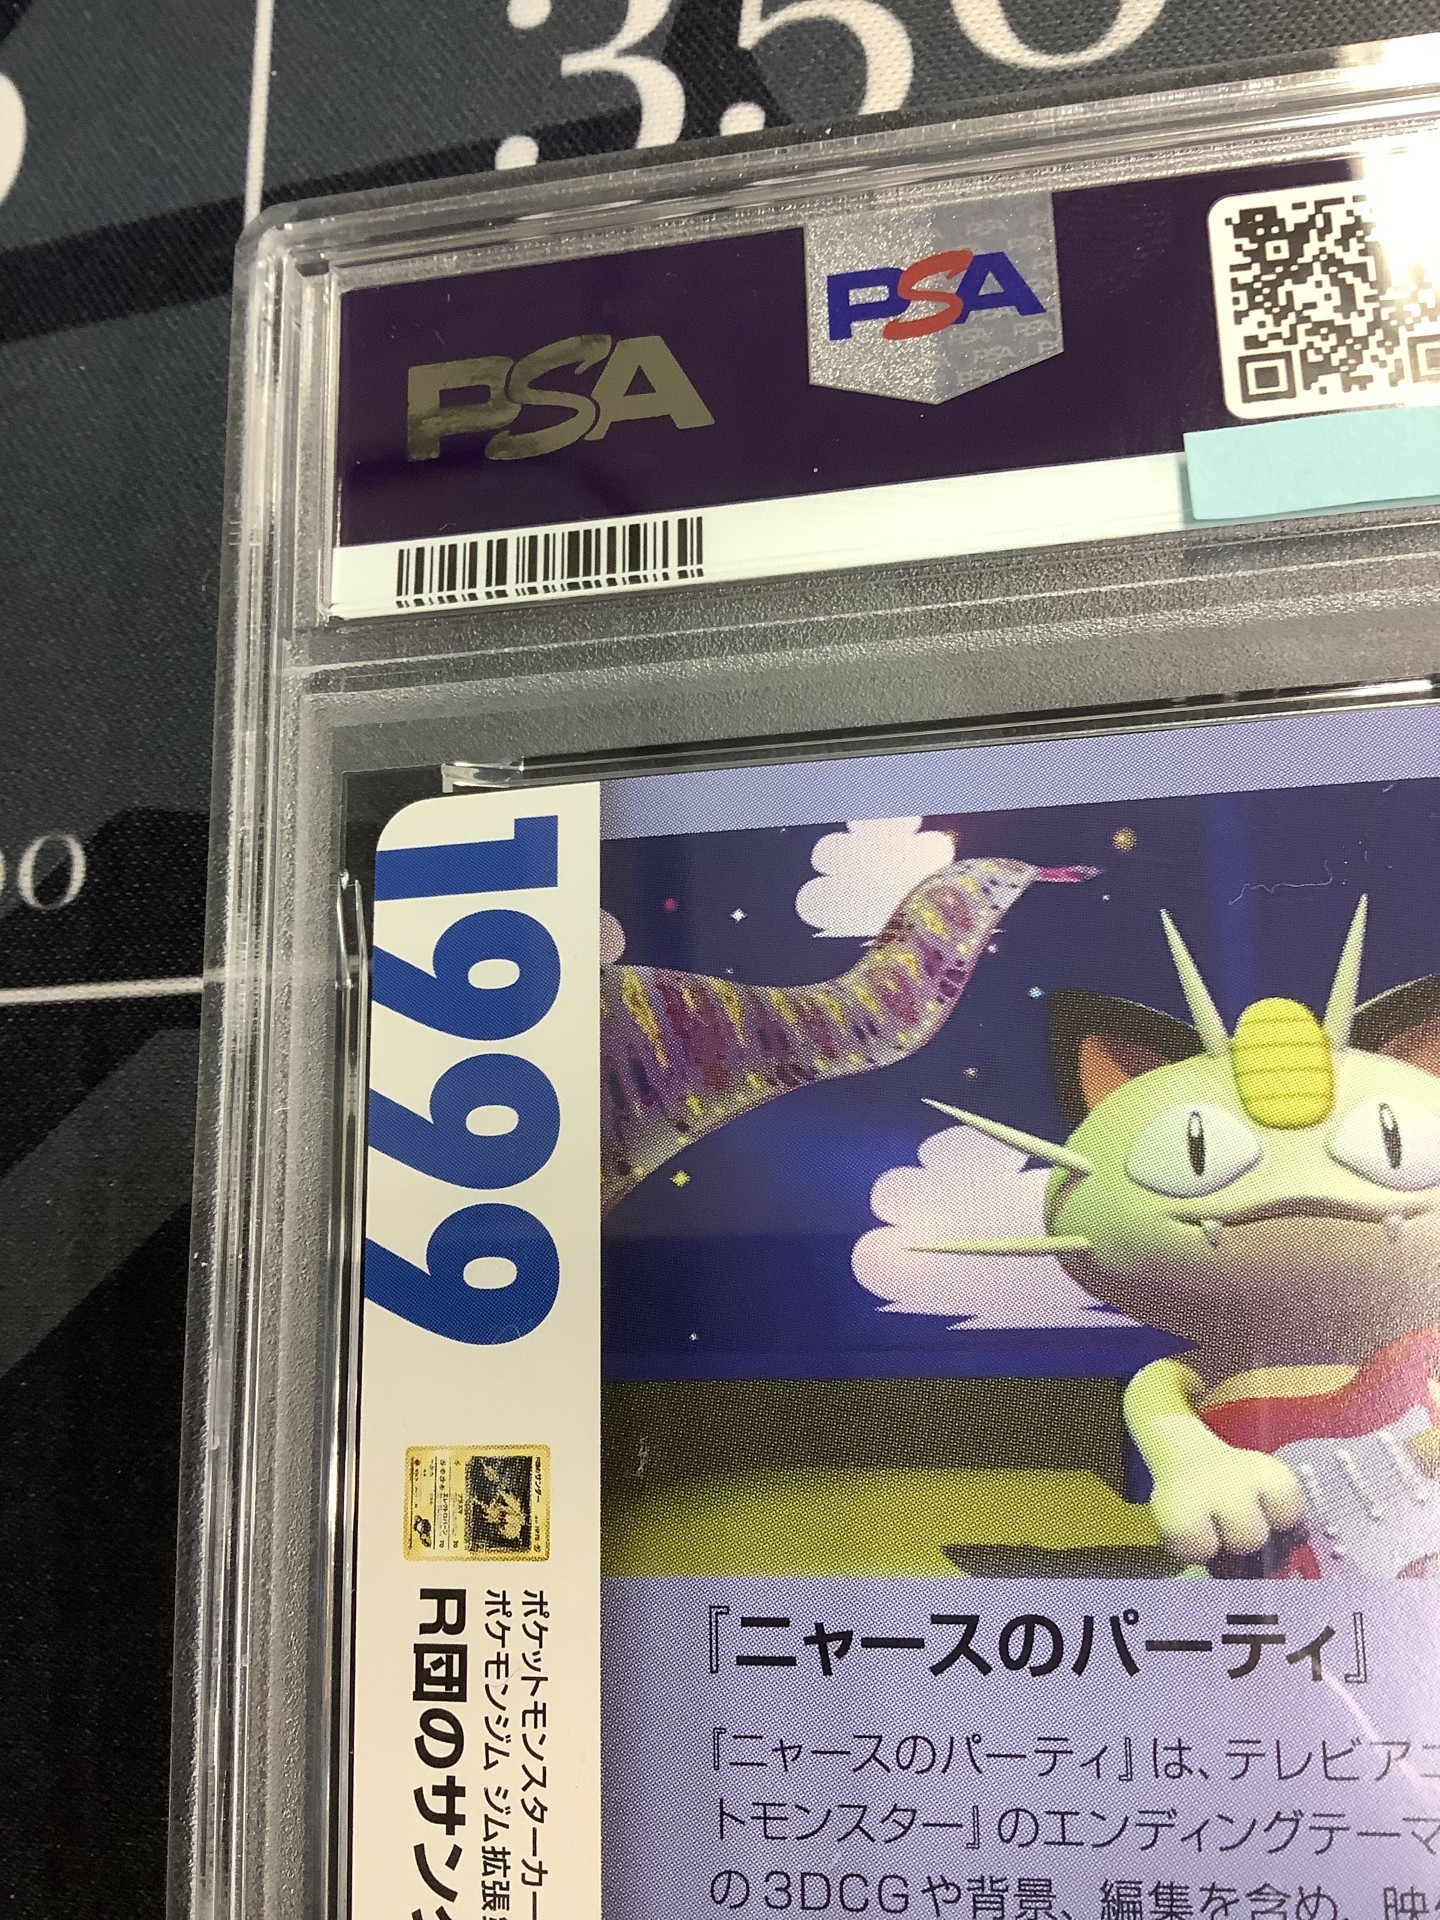 3.50
PSA
PSA
1999
ポケットモンスターカー
ポケモンジム ジム拡張
R団のサン
『ニャースのパーティ』
『ニャースのパーティ』は、テレビアニ
トモンスター』のエンディングテーマ
の3DCGや背景、編集を含め、映